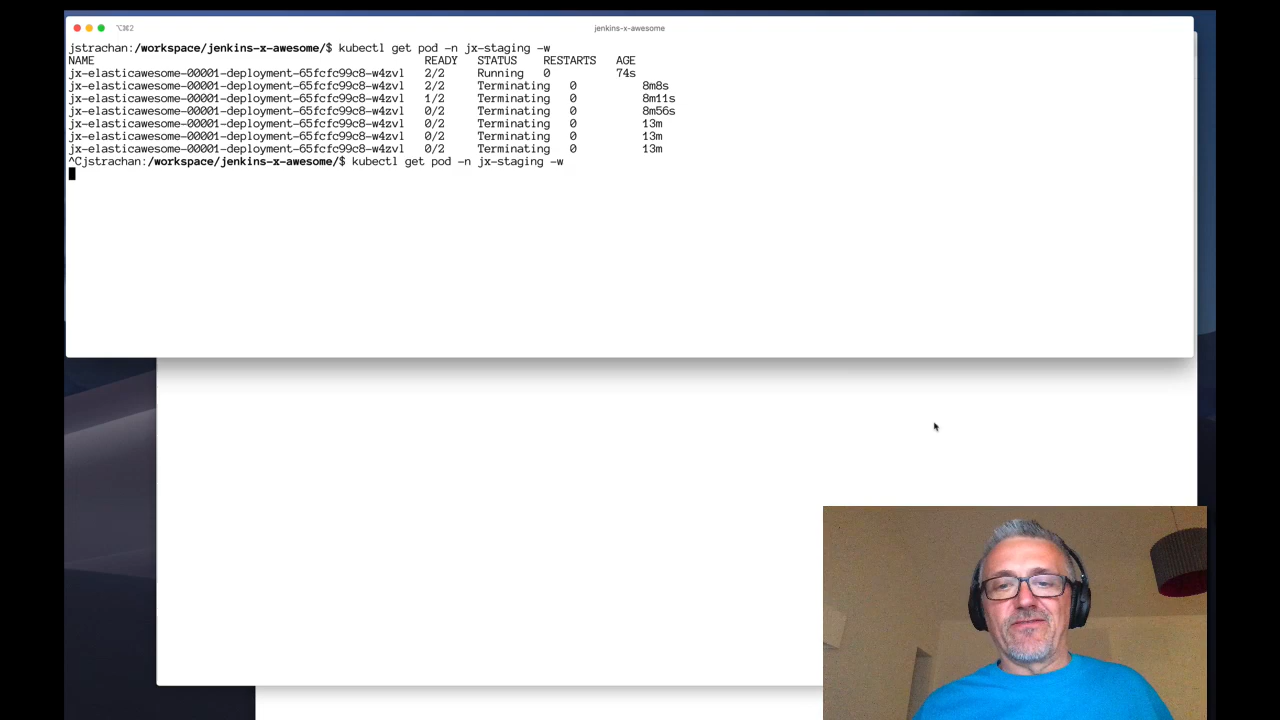 ⌥⌘2
jenkins-x-awesome
jstrachan:/workspace/jenkins-x-awesome/$ kubectl get pod -n jx-staging -w
NAME READY STATUS RESTARTS AGE
jx-elasticawesome-00001-deployment-65fcfc99c8-w4zvl 2/2 Running 0 74s
jx-elasticawesome-00001-deployment-65fcfc99c8-w4zvl 2/2 Terminating 0 8m8s
jx-elasticawesome-00001-deployment-65fcfc99c8-w4zvl 1/2 Terminating 0 8m11s
jx-elasticawesome-00001-deployment-65fcfc99c8-w4zvl 0/2 Terminating 0 8m56s
jx-elasticawesome-00001-deployment-65fcfc99c8-w4zvl 0/2 Terminating 0 13m
jx-elasticawesome-00001-deployment-65fcfc99c8-w4zvl 0/2 Terminating 0 13m
jx-elasticawesome-00001-deployment-65fcfc99c8-w4zvl 0/2 Terminating 0 13m
^Cjstrachan:/workspace/jenkins-x-awesome/$ kubectl get pod -n jx-staging -w